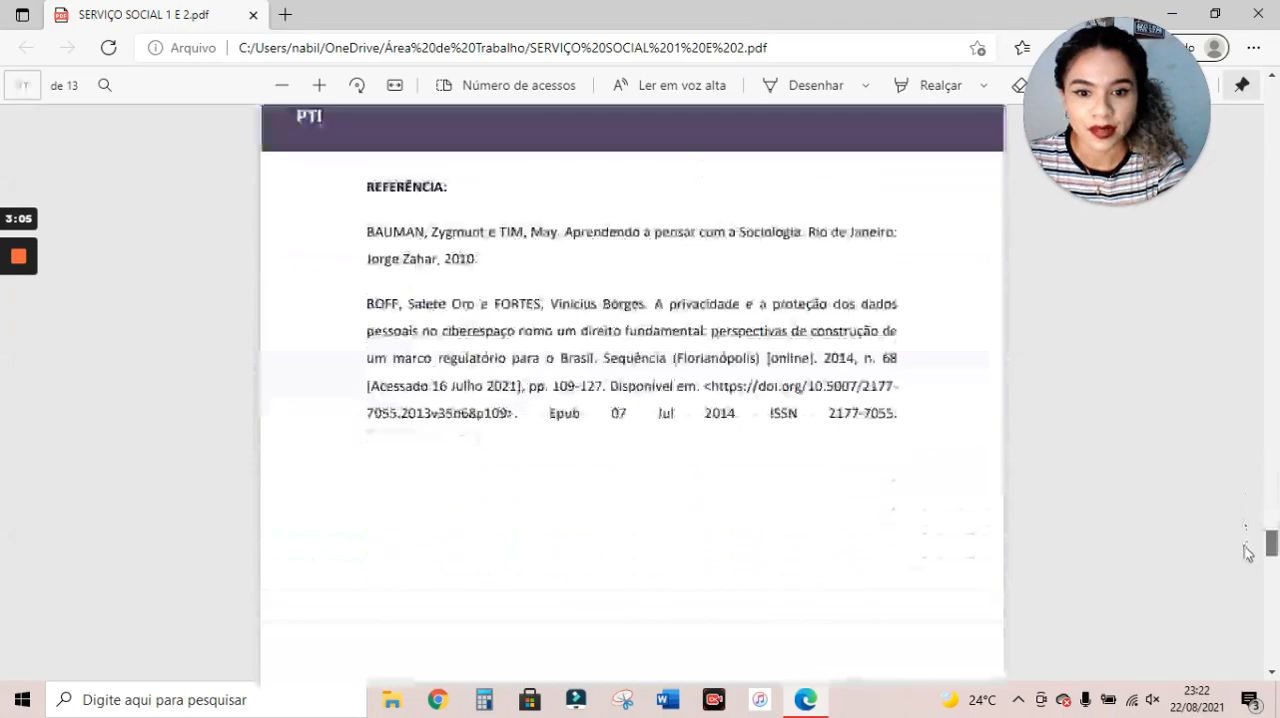 SERVIÇO SOCIAL 1 E 2.pdf
Arquivo
C:/Users/nabil/OneDrive/Área%20de%20Trabalho/SERVIÇO%20SOCIAL%201%20E%202.pdf
de 13
Número de acessos
Ler em voz alta
Desenhar
Realçar
PTI
REFERÊNCIA:
3:05
BAUMAN, Zygmunt e TIM, May. Aprendendo a pensar com a Sociologia. Rio de Janeiro:
Jorge Zahar, 2010.
BOFF, Salete Oro e FORTES, Vinícius Borges. A privacidade e a proteção dos dados
pessoais no ciberespaço como um direito fundamental: perspectivas de construção de
um marco regulatório para o Brasil. Sequência (Florianópolis) [online]. 2014, n. 68
[Acessado 16 Julho 2021], pp. 109-127. Disponível em: <https://doi.org/10.5007/2177-
7055.2013v35n68p109>. Epub 07 Jul 2014. ISSN 2177-7055.
Digite aqui para pesquisar
24°C
23:22
22/08/2021
3